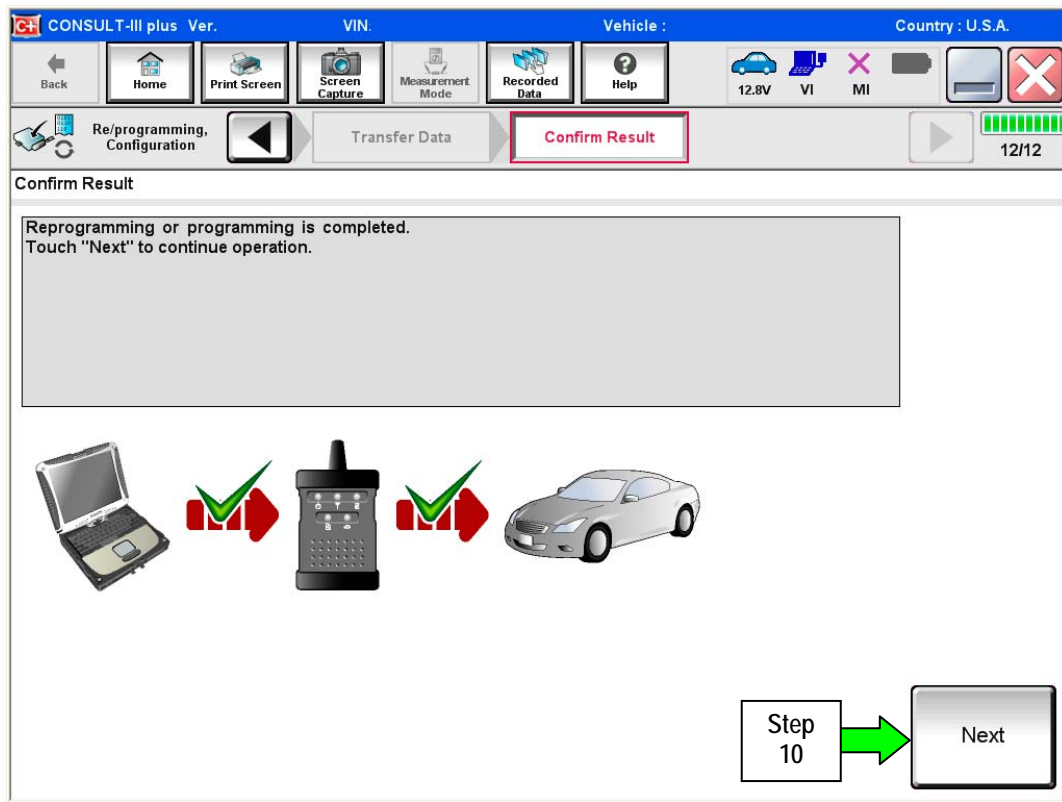 C+ CONSULT-III plus Ver. VIN. Vehicle : Country : U.S.A.
Back
Home
Print Screen
Screen
Capture
Measurement
Mode
Recorded
Data
Help
12.8V
VI
MI
Re/programming,
Configuration
Transfer Data
Confirm Result
12/12
Confirm Result
Reprogramming or programming is completed.
Touch "Next" to continue operation.
Step
10
Next